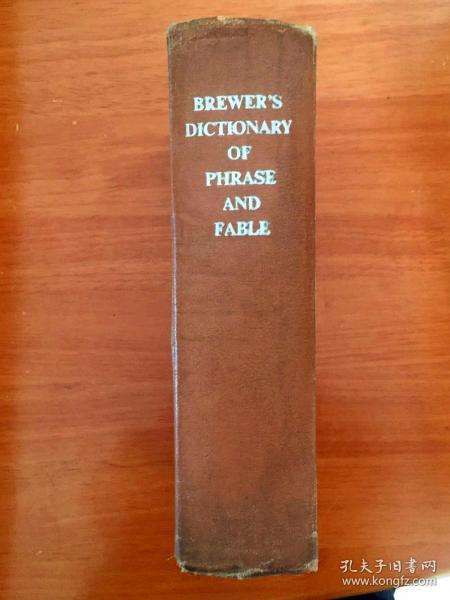 BREWER'S
DICTIONARY
OF
PHRASE
AND
FABLE
孔夫子旧书网
www.kongfz.com